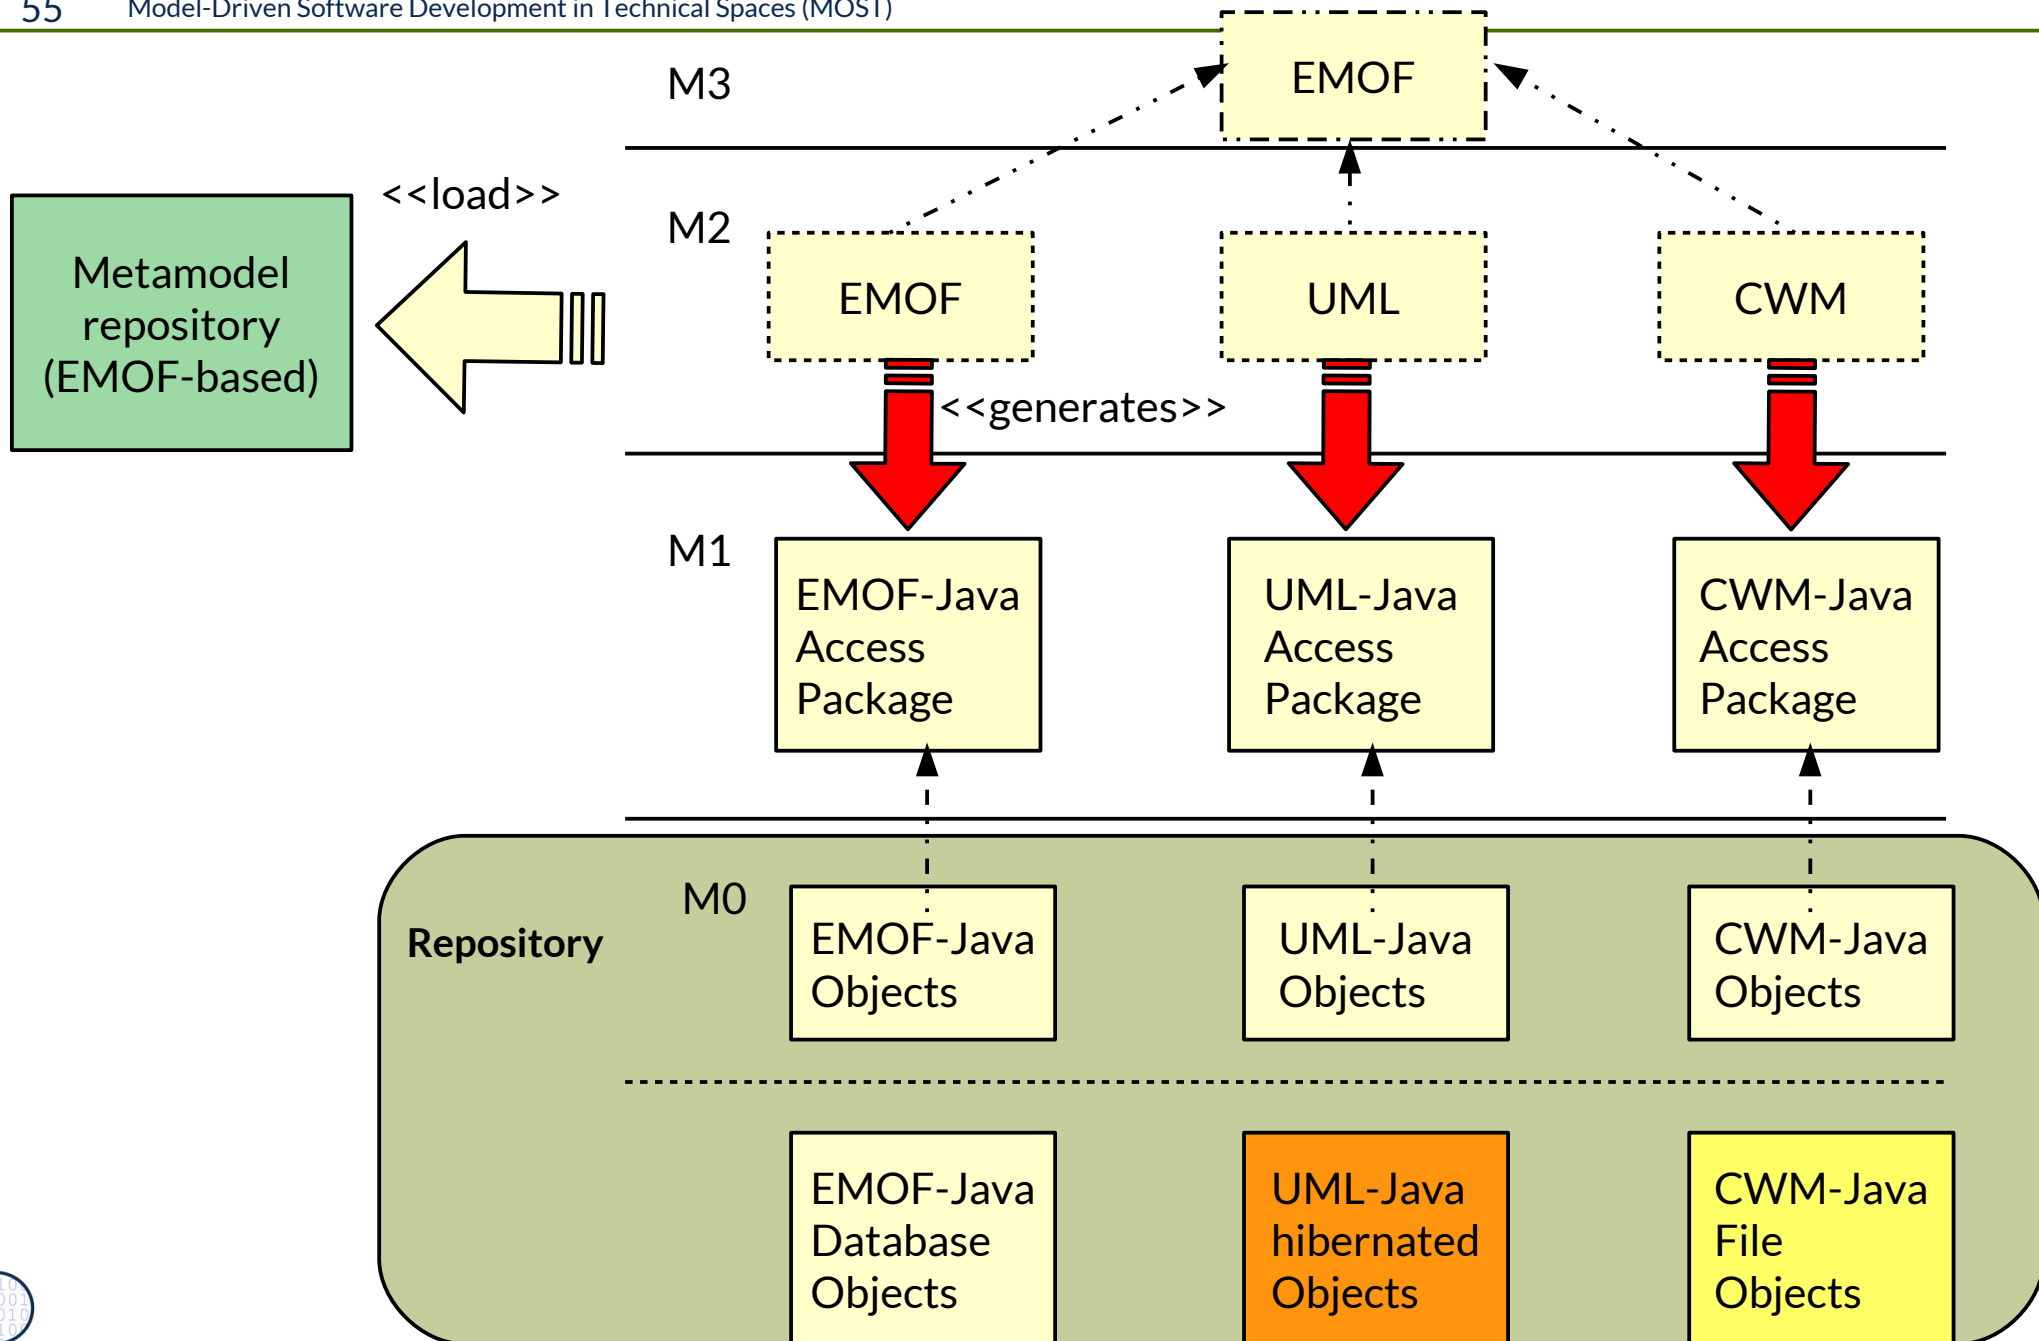 55 Model-Driven Software Development in Technical Spaces (MOST)
M3
EMOF
<<load>>
M2
Metamodel
repository
(EMOF-based)
EMOF
UML
CWM
<<generates>>
M1
EMOF-Java
Access
Package
UML-Java
Access
Package
CWM-Java
Access
Package
M0
Repository
EMOF-Java
Objects
UML-Java
Objects
CWM-Java
Objects
EMOF-Java
Database
Objects
UML-Java
hibernated
Objects
CWM-Java
File
Objects